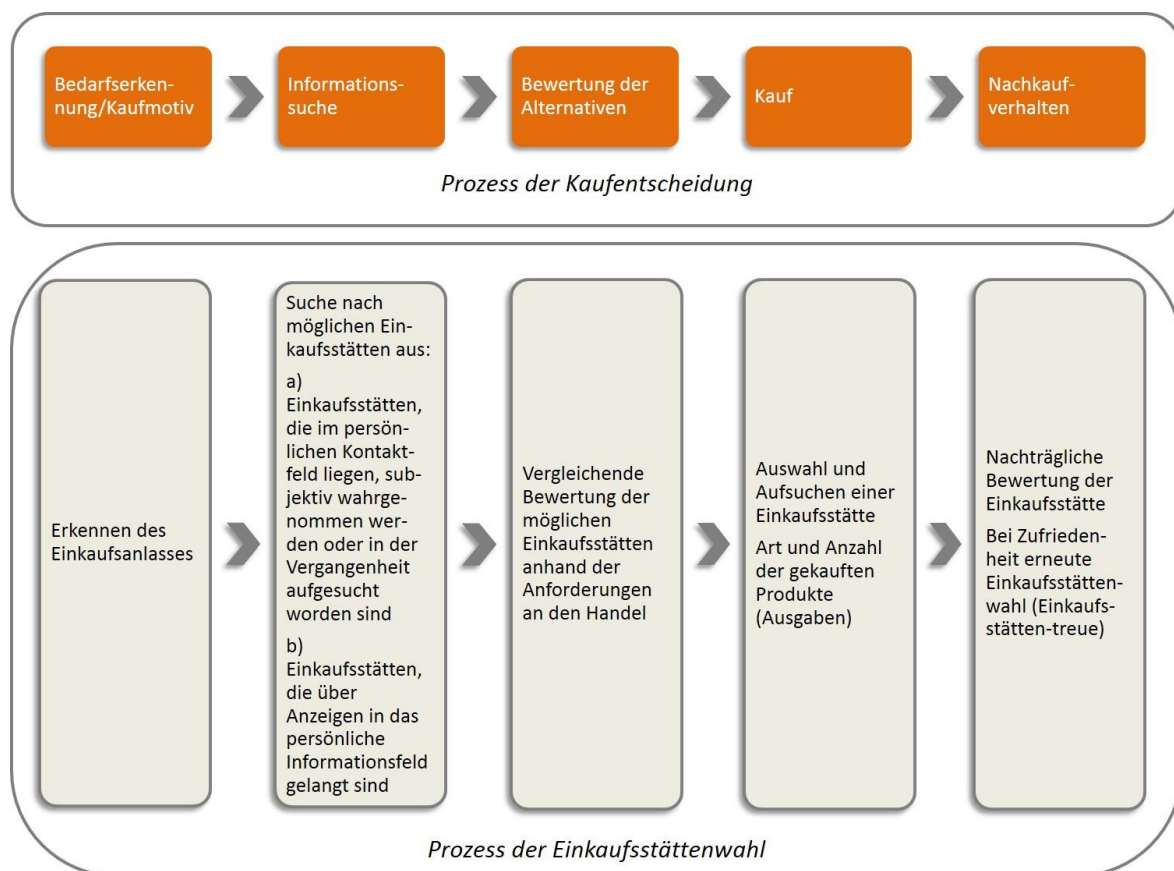 Bedarfserken-
nung/Kaufmotiv
Informations-
suche
Bewertung der
Alternativen
Kauf
Nachkauf-
verhalten
Prozess der Kaufentscheidung
Erkennen des
Einkaufsanlasses
Suche nach
möglichen Ein-
kaufsstätten aus:
a)
Einkaufsstätten,
die im persön-
lichen Kontakt-
feld liegen, sub-
jektiv wahrge-
nommen wer-
den oder in der
Vergangenheit
aufgesucht
worden sind
b)
Einkaufsstätten,
die über
Anzeigen in das
persönliche
Informationsfeld
gelangt sind
Vergleichende
Bewertung der
möglichen
Einkaufsstätten
anhand der
Anforderungen
an den Handel
Auswahl und
Aufsuchen einer
Einkaufsstätte
Art und Anzahl
der gekauften
Produkte
(Ausgaben)
Nachträgliche
Bewertung der
Einkaufsstätte
Bei Zufrieden-
heit erneute
Einkaufsstätten-
wahl (Einkaufs-
stätten-treue)
Prozess der Einkaufsstättenwahl